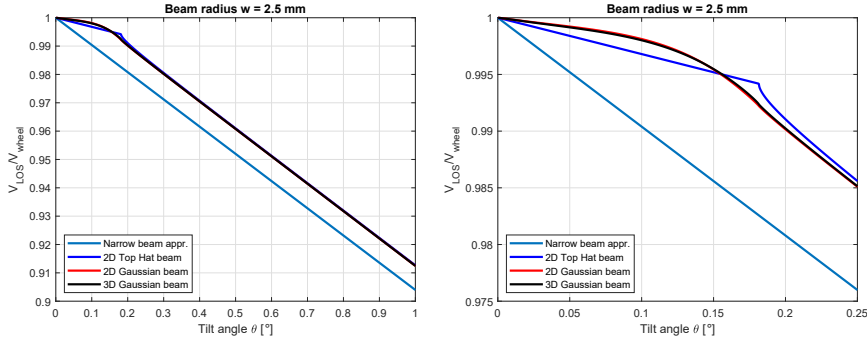 Beam radius w = 2.5 mm
1
0.99
0.98
0.97
0.96
0.95
0.94
0.93
0.92
0.91
0.9
V_LOS/V_wheel
Narrow beam appr.
2D Top Hat beam
2D Gaussian beam
3D Gaussian beam
0 0.1 0.2 0.3 0.4 0.5 0.6 0.7 0.8 0.9 1
Tilt angle θ [°]
Beam radius w = 2.5 mm
1
0.995
0.99
0.985
0.98
0.975
V_LOS/V_wheel
Narrow beam appr.
2D Top Hat beam
2D Gaussian beam
3D Gaussian beam
0 0.05 0.1 0.15 0.2 0.25
Tilt angle θ [°]